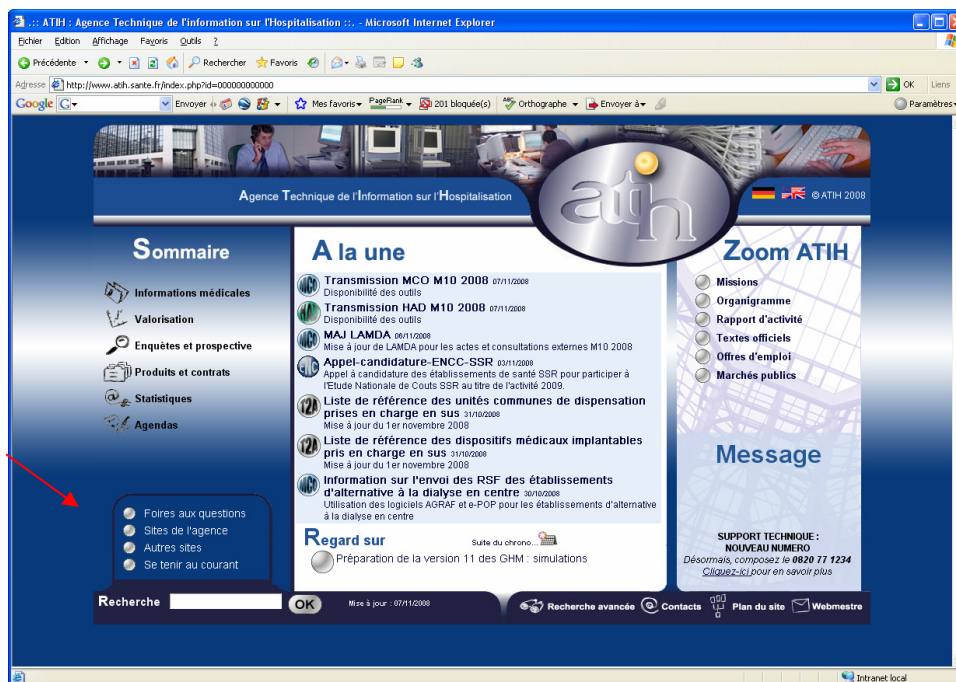 .:: ATIH : Agence Technique de l'information sur l'Hospitalisation ::. - Microsoft Internet Explorer
Fichier Edition Affichage Favoris Outils ?
Précédente Rechercher Favoris
Adresse http://www.atih.sante.fr/index.php?id=000000000000 OK Liens
Google G Envoyer Mes favoris PageRank 201 bloquée(s) ABC Orthographe Envoyer à Paramètres
atih
Agence Technique de l'Information sur l'Hospitalisation
© ATIH 2008
Sommaire
Informations médicales
Valorisation
Enquêtes et prospective
Produits et contrats
Statistiques
Agendas
Foires aux questions
Sites de l'agence
Autres sites
Se tenir au courant
A la une
Transmission MCO M10 2008 07/11/2008
Disponibilité des outils
Transmission HAD M10 2008 07/11/2008
Disponibilité des outils
MAJ LAMDA 06/11/2008
Mise à jour de LAMDA pour les actes et consultations externes M10 2008
Appel-candidature-ENCC-SSR 03/11/2008
Appel à candidature des établissements de santé SSR pour participer à
l'Etude Nationale de Couts SSR au titre de l'activité 2009.
Liste de référence des unités communes de dispensation
prises en charge en sus 31/10/2008
Mise à jour du 1er novembre 2008
Liste de référence des dispositifs médicaux implantables
pris en charge en sus 31/10/2008
Mise à jour du 1er novembre 2008
Information sur l'envoi des RSF des établissements
d'alternative à la dialyse en centre 30/10/2008
Utilisation des logiciels AGRAF et e-POP pour les établissements d'alternative
à la dialyse en centre
Regard sur
Suite du chrono...
Préparation de la version 11 des GHM : simulations
Zoom ATIH
Missions
Organigramme
Rapport d'activité
Textes officiels
Offres d'emploi
Marchés publics
Message
SUPPORT TECHNIQUE :
NOUVEAU NUMERO
Désormais, composez le 0820 77 1234
Cliquez-ici pour en savoir plus
Recherche OK Mise à jour : 07/11/2008 Recherche avancée Contacts Plan du site Webmestre
Intranet local